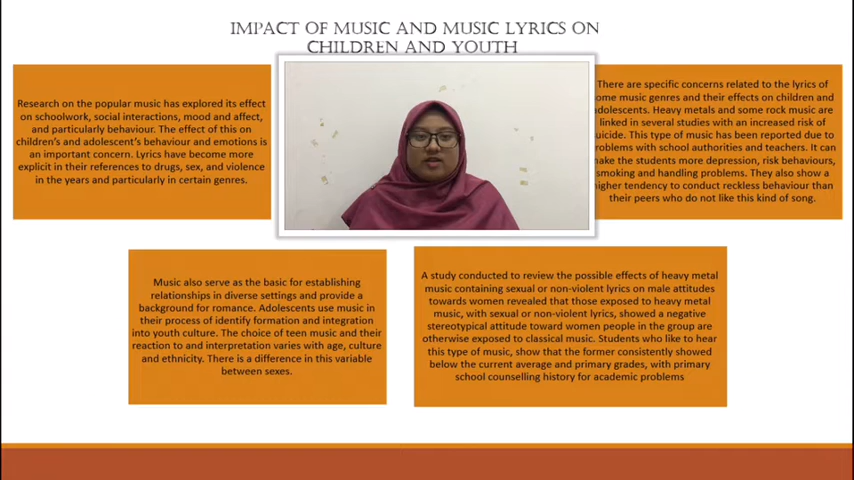 IMPACT OF MUSIC AND MUSIC LYRICS ON
CHILDREN AND YOUTH
Research on the popular music has explored its effect
on schoolwork, social interactions, mood and affect,
and particularly behaviour. The effect of this on
children's and adolescent's behaviour and emotions is
an important concern. Lyrics have become more
explicit in their references to drugs, sex, and violence
in the years and particularly in certain genres.
There are specific concerns related to the lyrics of
ome music genres and their effects on children and
adolescents. Heavy metals and some rock music are
linked in several studies with an increased risk of
uicide. This type of music has been reported due to
roblems with school authorities and teachers. It can
make the students more depression, risk behaviours,
smoking and handling problems. They also show a
higher tendency to conduct reckless behaviour than
their peers who do not like this kind of song.
Music also serve as the basic for establishing
relationships in diverse settings and provide a
background for romance. Adolescents use music in
their process of identify formation and integration
into youth culture. The choice of teen music and their
reaction to and interpretation varies with age, culture
and ethnicity. There is a difference in this variable
between sexes.
A study conducted to review the possible effects of heavy metal
music containing sexual or non-violent lyrics on male attitudes
towards women revealed that those exposed to heavy metal
music, with sexual or non-violent lyrics, showed a negative
stereotypical attitude toward women people in the group are
otherwise exposed to classical music. Students who like to hear
this type of music, show that the former consistently showed
below the current average and primary grades, with primary
school counselling history for academic problems